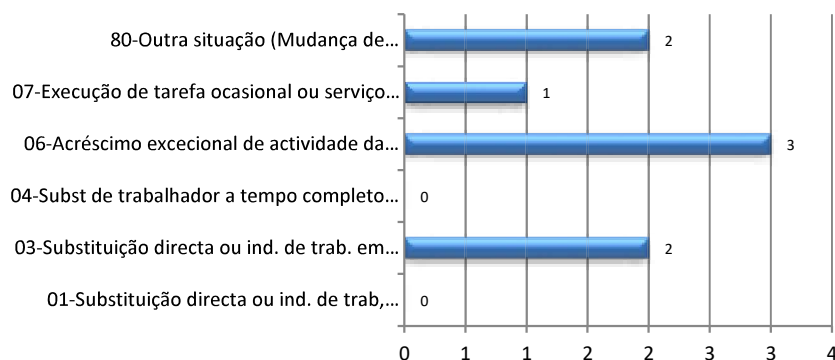 80-Outra situação (Mudança de... 2
07-Execução de tarefa ocasional ou serviço... 1
06-Acréscimo excecional de actividade da... 3
04-Subst de trabalhador a tempo completo... 0
03-Substituição directa ou ind. de trab. em... 2
01-Substituição directa ou ind. de trab,... 0
0 1 1 2 2 3 3 4